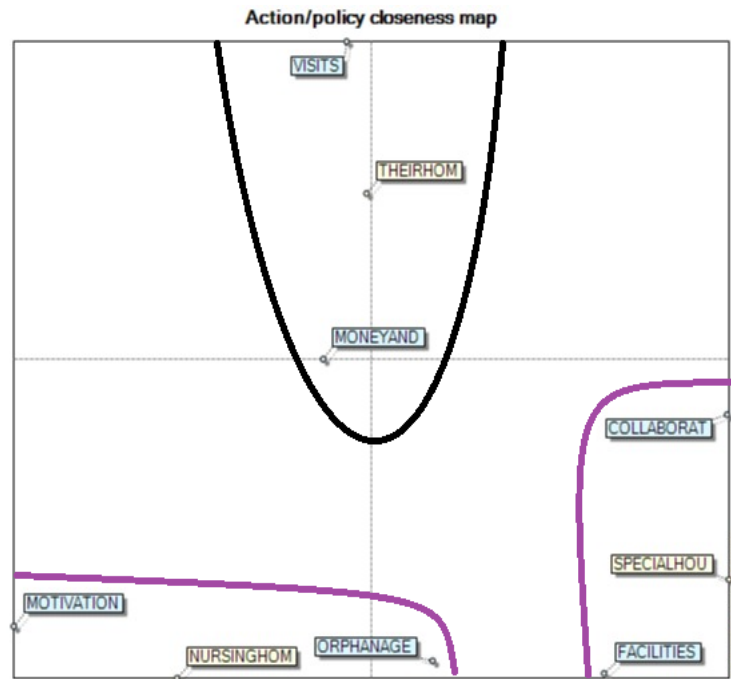 Action/policy closeness map
VISITS
THEIRHOM
MONEYAND
COLLABORAT
SPECIALHOU
MOTIVATION
ORPHANAGE
FACILITIES
NURSINGHOM